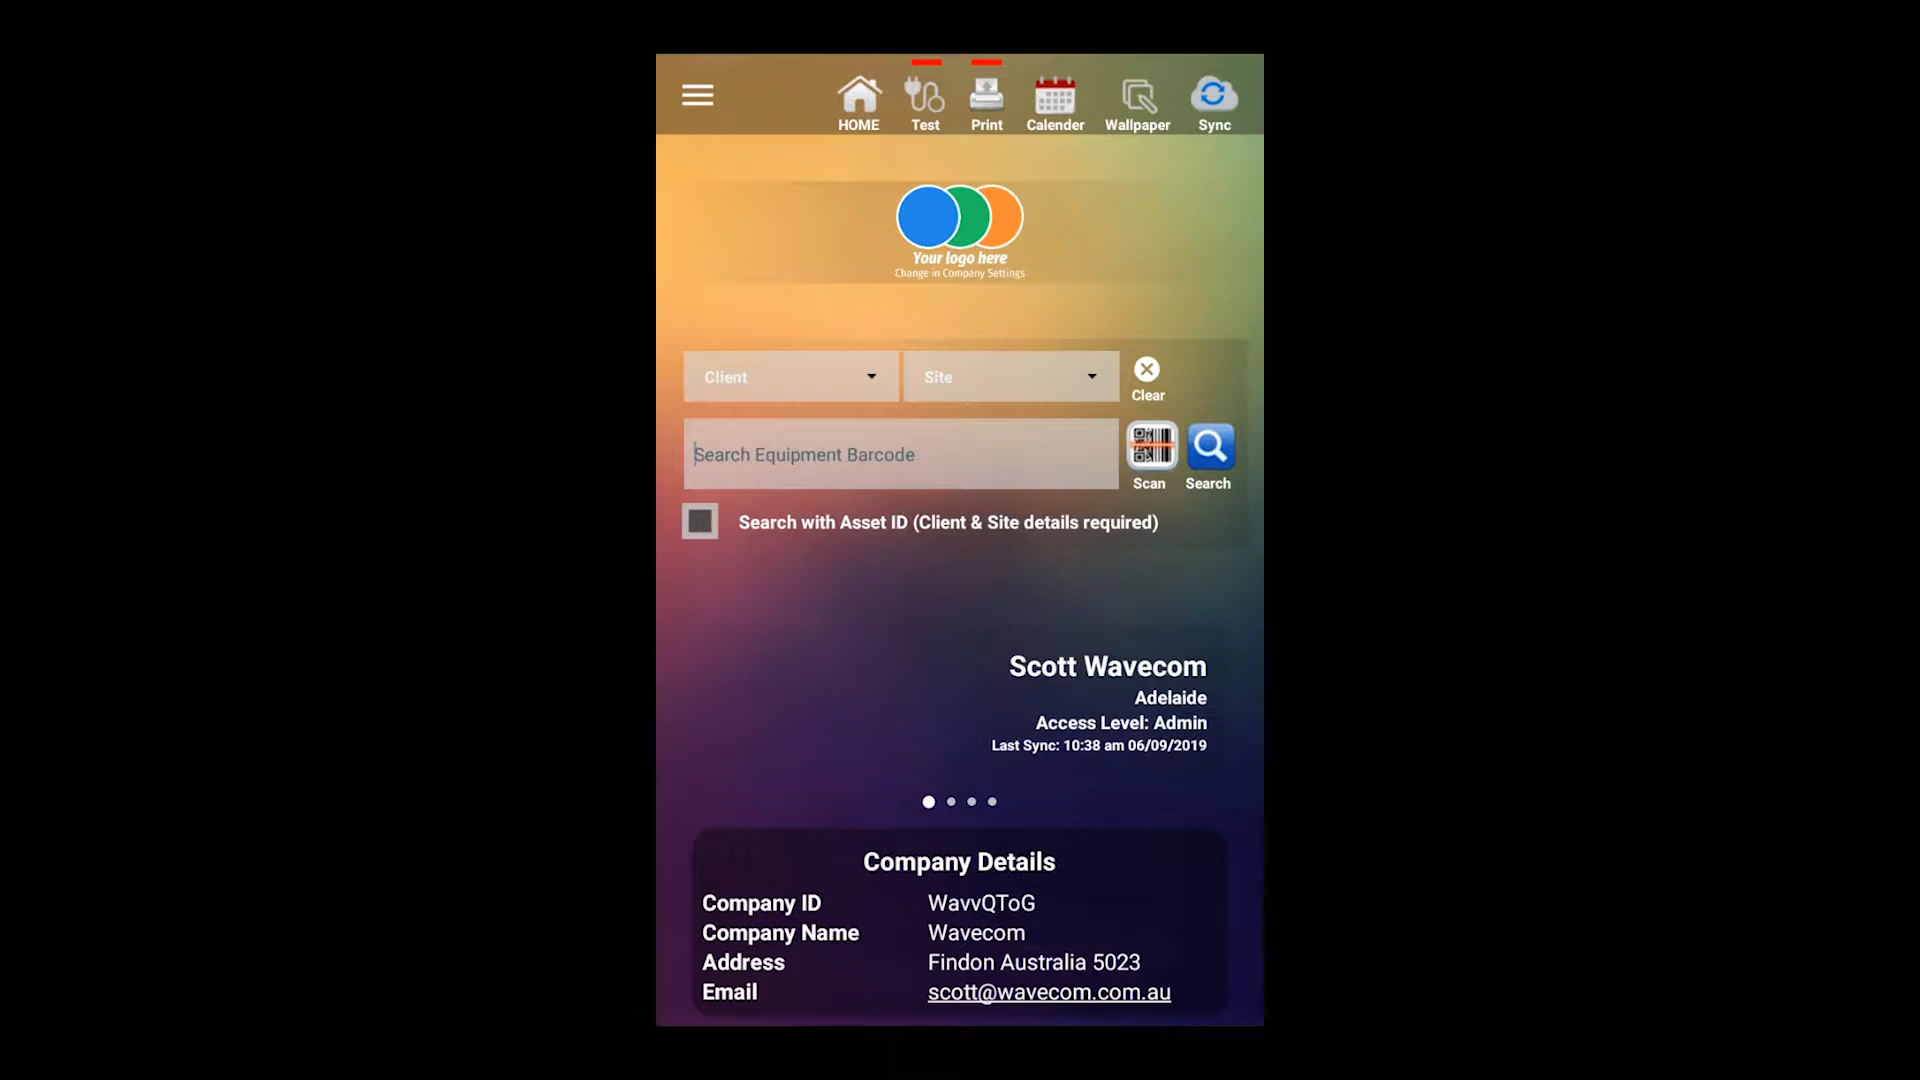 HOME Test Print Calender Wallpaper Sync
Your logo here
Change in Company Settings
Client Site Clear
Search Equipment Barcode
Scan Search
Search with Asset ID (Client & Site details required)
Scott Wavecom
Adelaide
Access Level: Admin
Last Sync: 10:38 am 06/09/2019
Company Details
Company ID WavvQToG
Company Name Wavecom
Address Findon Australia 5023
Email scott@wavecom.com.au